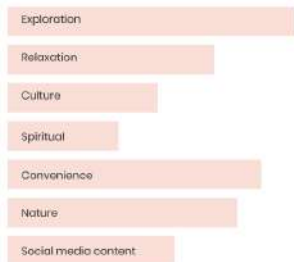 Exploration
Relaxation
Culture
Spiritual
Convenience
Nature
Social media content